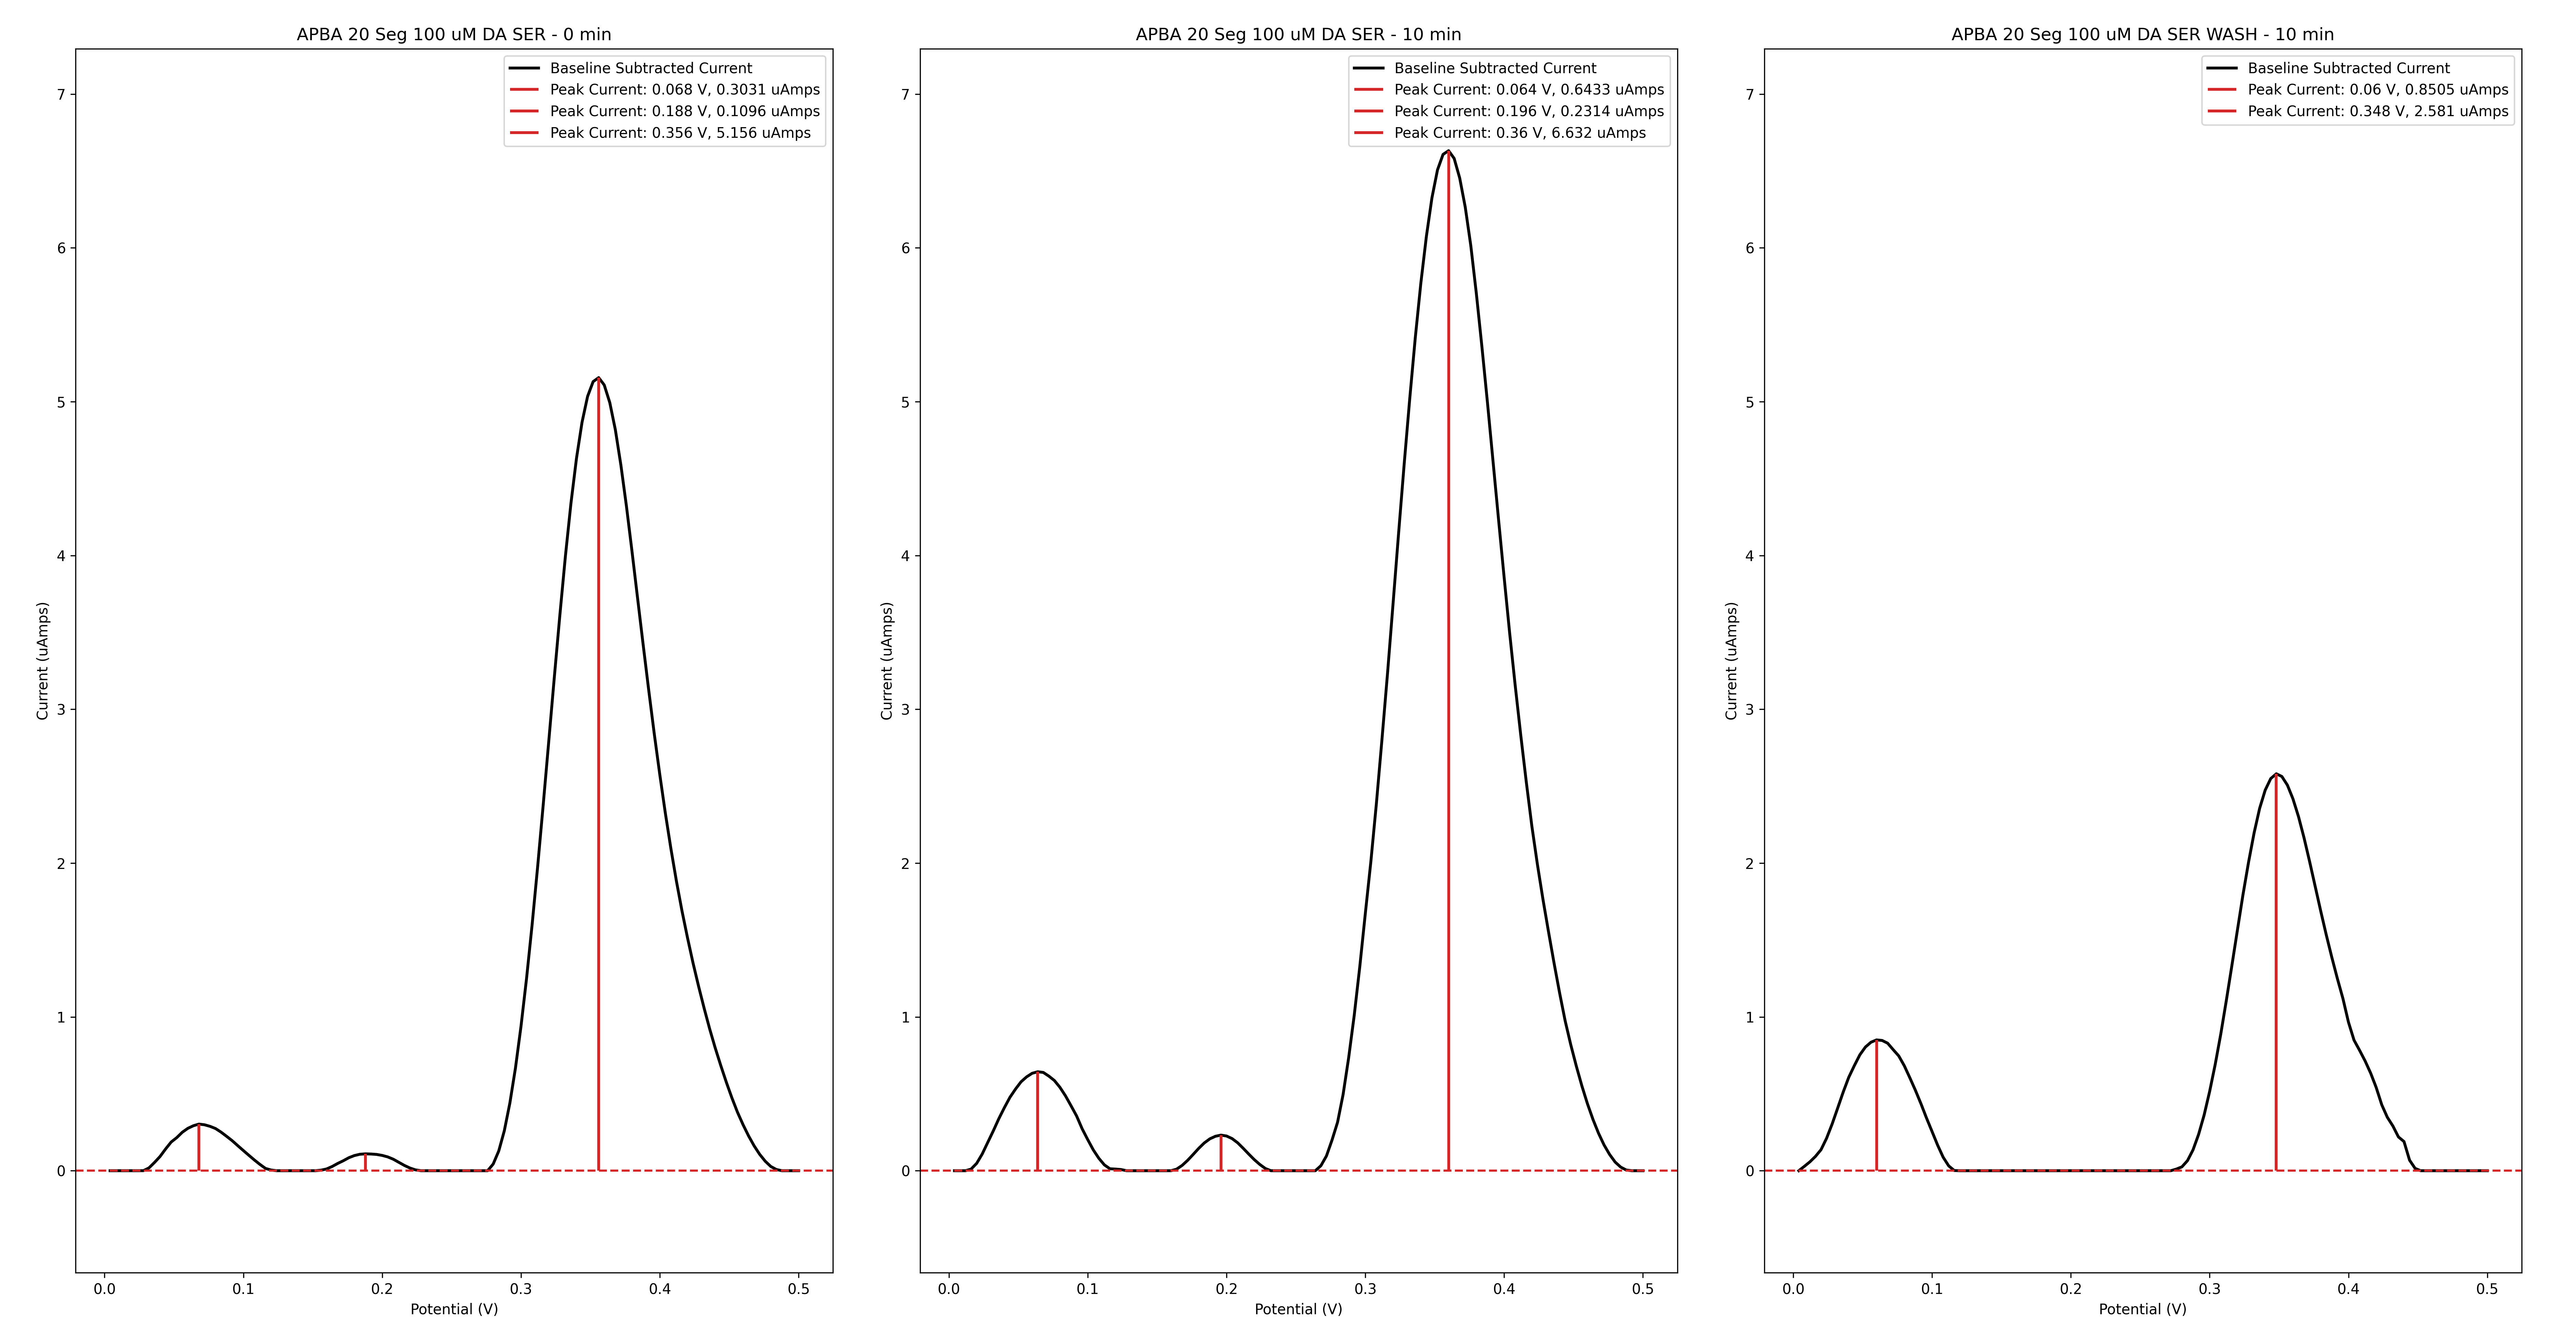 APBA 20 Seg 100 uM DA SER - 0 min
Baseline Subtracted Current
Peak Current: 0.068 V, 0.3031 uAmps
Peak Current: 0.188 V, 0.1096 uAmps
Peak Current: 0.356 V, 5.156 uAmps
7
6
5
4
3
2
1
0
Current (uAmps)
0.0 0.1 0.2 0.3 0.4 0.5
Potential (V)
APBA 20 Seg 100 uM DA SER - 10 min
Baseline Subtracted Current
Peak Current: 0.064 V, 0.6433 uAmps
Peak Current: 0.196 V, 0.2314 uAmps
Peak Current: 0.36 V, 6.632 uAmps
7
6
5
4
3
2
1
0
Current (uAmps)
0.0 0.1 0.2 0.3 0.4 0.5
Potential (V)
APBA 20 Seg 100 uM DA SER WASH - 10 min
Baseline Subtracted Current
Peak Current: 0.06 V, 0.8505 uAmps
Peak Current: 0.348 V, 2.581 uAmps
7
6
5
4
3
2
1
0
Current (uAmps)
0.0 0.1 0.2 0.3 0.4 0.5
Potential (V)